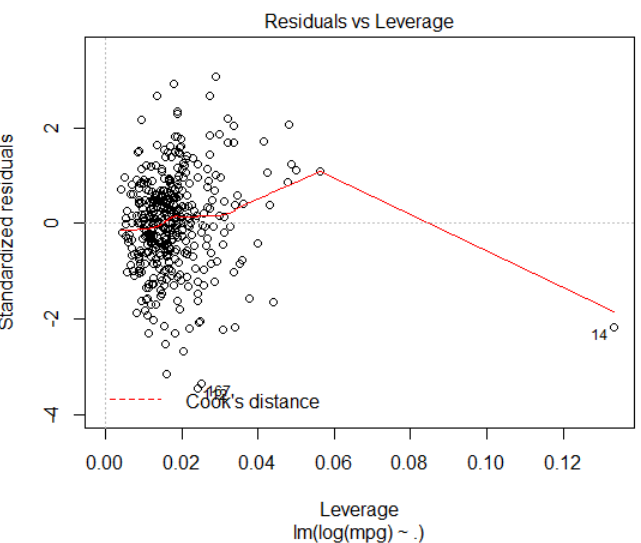 Residuals vs Leverage
Standardized residuals
2
0
-2
-4
14
167
Cook's distance
0.00 0.02 0.04 0.06 0.08 0.10 0.12
Leverage
lm(log(mpg) ~ .)